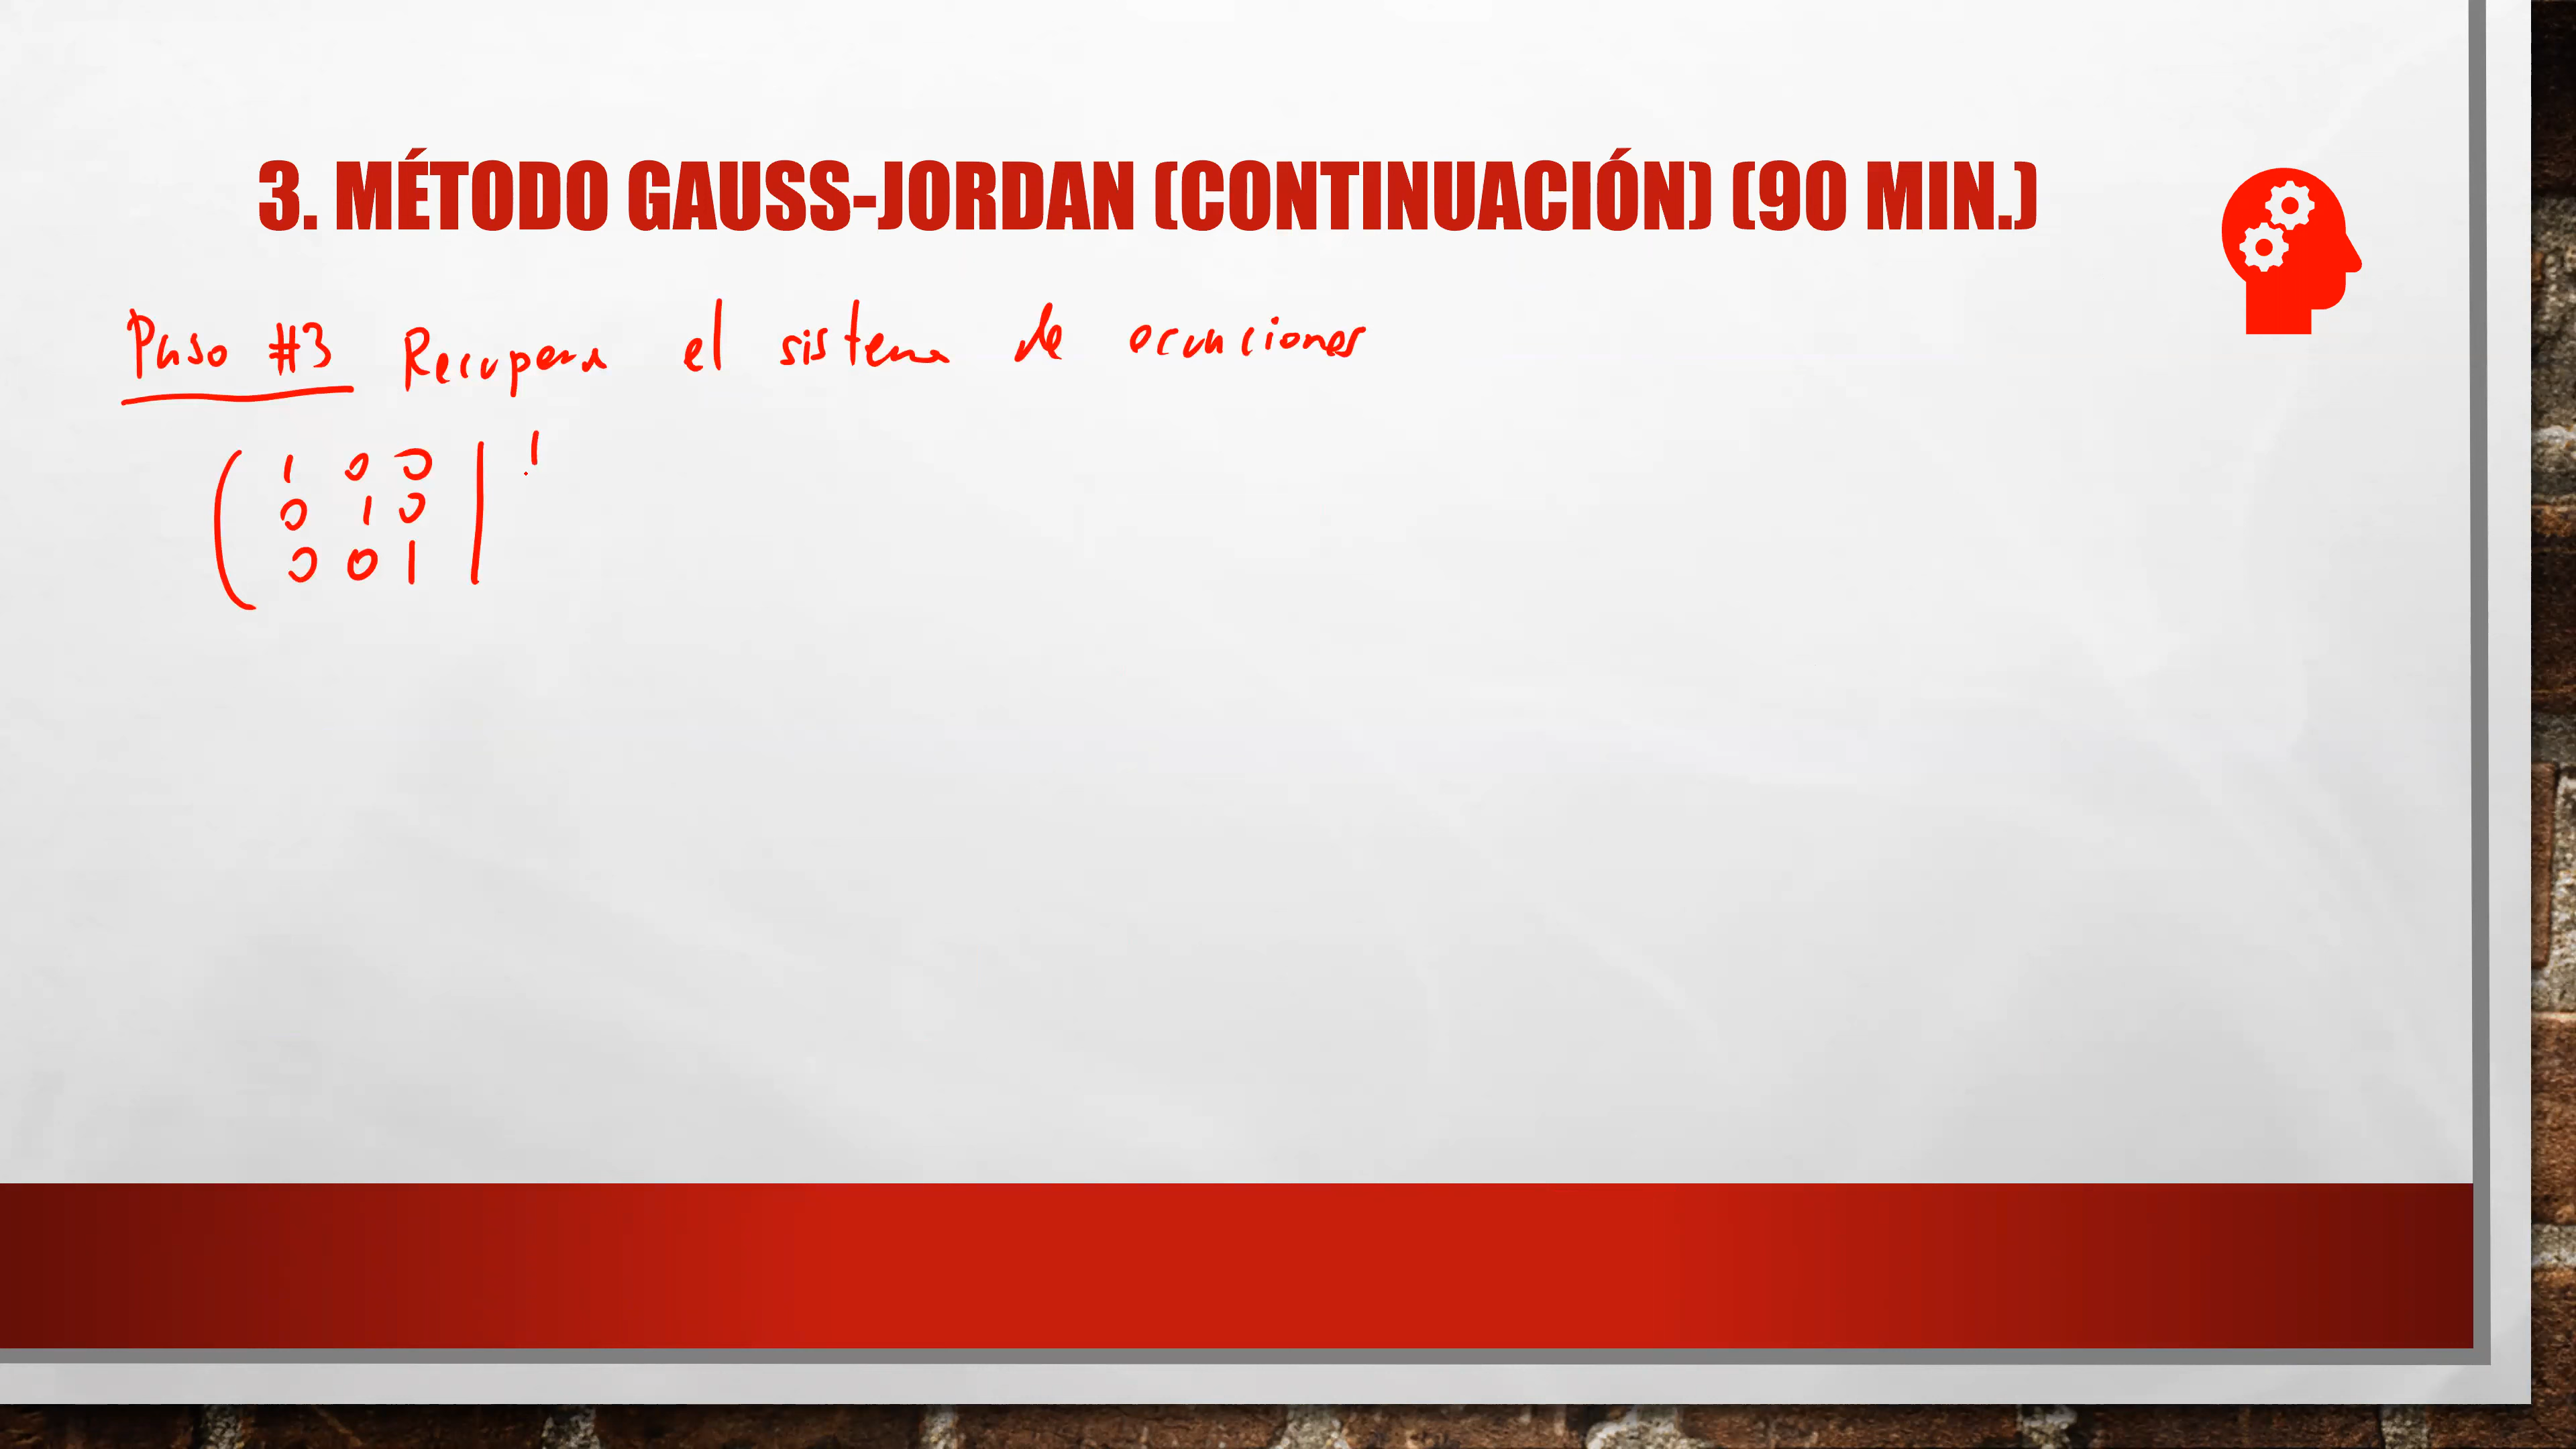 3. MÉTODO GAUSS-JORDAN (CONTINUACIÓN) (90 MIN.)
Paso #3 Recupera el sistema de ecuaciones
( 1 0 0 | 1
0 1 0
0 0 1